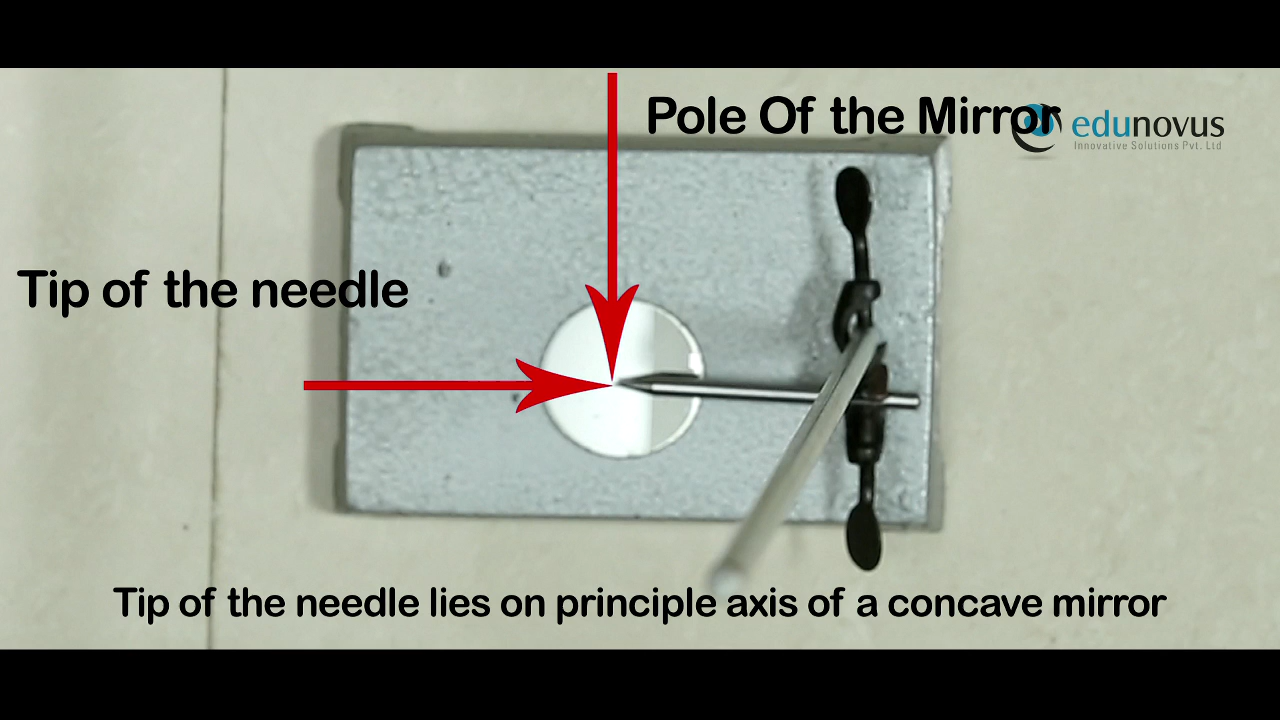 Pole Of the Mirror
edunovus
Innovative Solutions Pvt. Ltd
Tip of the needle
Tip of the needle lies on principle axis of a concave mirror